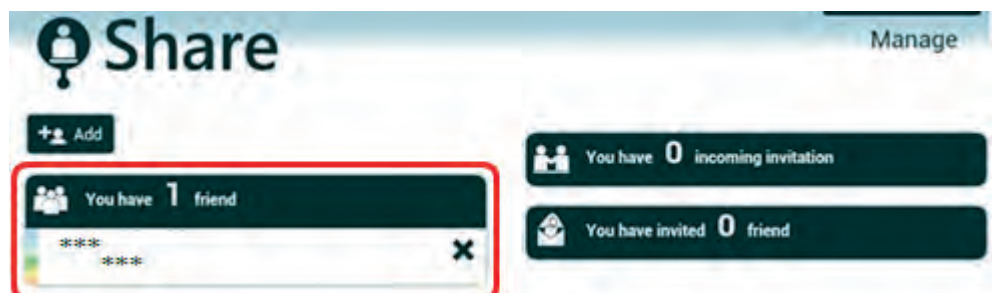 Share
Manage
Add
You have 1 friend
***
***
You have 0 incoming invitation
You have invited 0 friend